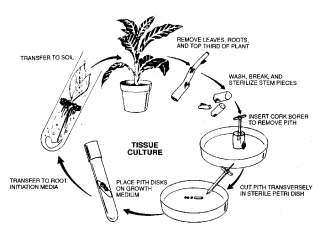 REMOVE LEAVES, ROOTS,
AND TOP THIRD OF PLANT
TRANSFER TO SOIL
WASH, BREAK, AND
STERILIZE STEM PIECES
INSERT CORK BORER
TO REMOVE PITH
TISSUE
CULTURE
CUT PITH TRANSVERSELY
IN STERILE PETRI DISH
PLACE PITH DISKS
ON GROWTH
MEDIUM
TRANSFER TO ROOT
INITIATION MEDIA